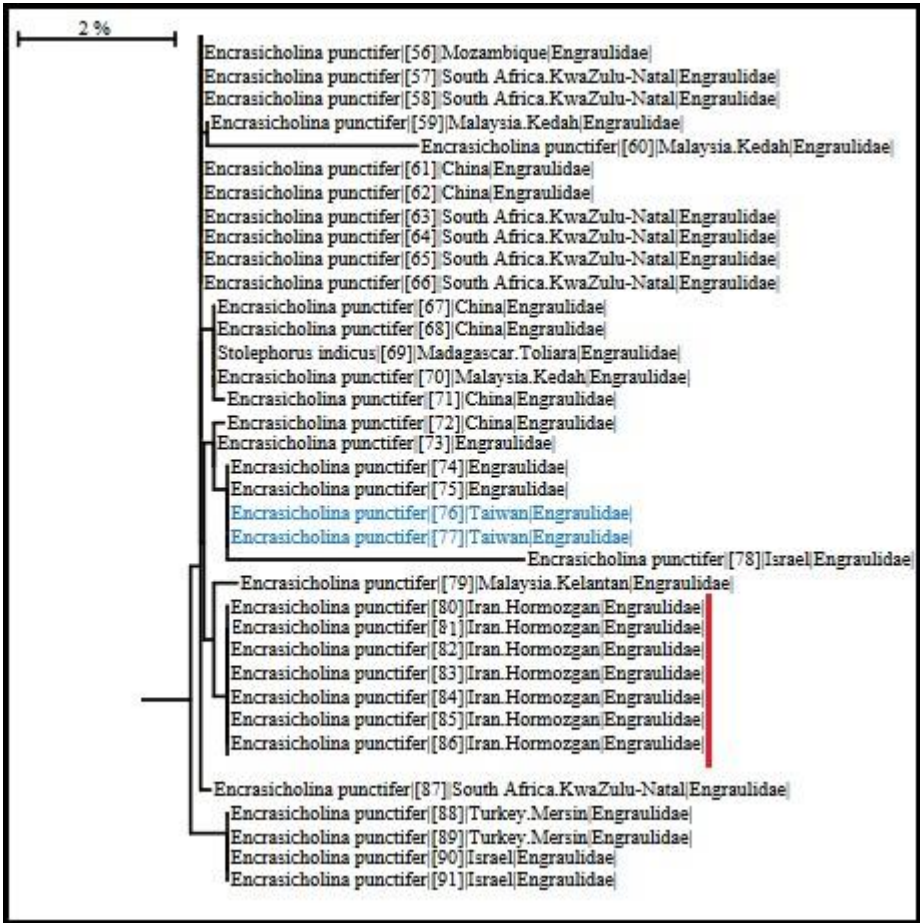 2 %
Encrasicholina punctifer|[56]|Mozambique|Engraulidae|
Encrasicholina punctifer|[57]|South Africa.KwaZulu-Natal|Engraulidae|
Encrasicholina punctifer|[58]|South Africa.KwaZulu-Natal|Engraulidae|
Encrasicholina punctifer|[59]|Malaysia.Kedah|Engraulidae|
Encrasicholina punctifer|[60]|Malaysia.Kedah|Engraulidae|
Encrasicholina punctifer|[61]|China|Engraulidae|
Encrasicholina punctifer|[62]|China|Engraulidae|
Encrasicholina punctifer|[63]|South Africa.KwaZulu-Natal|Engraulidae|
Encrasicholina punctifer|[64]|South Africa.KwaZulu-Natal|Engraulidae|
Encrasicholina punctifer|[65]|South Africa.KwaZulu-Natal|Engraulidae|
Encrasicholina punctifer|[66]|South Africa.KwaZulu-Natal|Engraulidae|
Encrasicholina punctifer|[67]|China|Engraulidae|
Encrasicholina punctifer|[68]|China|Engraulidae|
Stolephorus indicus|[69]|Madagascar.Toliara|Engraulidae|
Encrasicholina punctifer|[70]|Malaysia.Kedah|Engraulidae|
Encrasicholina punctifer|[71]|China|Engraulidae|
Encrasicholina punctifer|[72]|China|Engraulidae|
Encrasicholina punctifer|[73]|Engraulidae|
Encrasicholina punctifer|[74]|Engraulidae|
Encrasicholina punctifer|[75]|Engraulidae|
Encrasicholina punctifer|[76]|Taiwan|Engraulidae|
Encrasicholina punctifer|[77]|Taiwan|Engraulidae|
Encrasicholina punctifer|[78]|Israel|Engraulidae|
Encrasicholina punctifer|[79]|Malaysia.Kelantan|Engraulidae|
Encrasicholina punctifer|[80]|Iran.Hormozgan|Engraulidae|
Encrasicholina punctifer|[81]|Iran.Hormozgan|Engraulidae|
Encrasicholina punctifer|[82]|Iran.Hormozgan|Engraulidae|
Encrasicholina punctifer|[83]|Iran.Hormozgan|Engraulidae|
Encrasicholina punctifer|[84]|Iran.Hormozgan|Engraulidae|
Encrasicholina punctifer|[85]|Iran.Hormozgan|Engraulidae|
Encrasicholina punctifer|[86]|Iran.Hormozgan|Engraulidae|
Encrasicholina punctifer|[87]|South Africa.KwaZulu-Natal|Engraulidae|
Encrasicholina punctifer|[88]|Turkey.Mersin|Engraulidae|
Encrasicholina punctifer|[89]|Turkey.Mersin|Engraulidae|
Encrasicholina punctifer|[90]|Israel|Engraulidae|
Encrasicholina punctifer|[91]|Israel|Engraulidae|